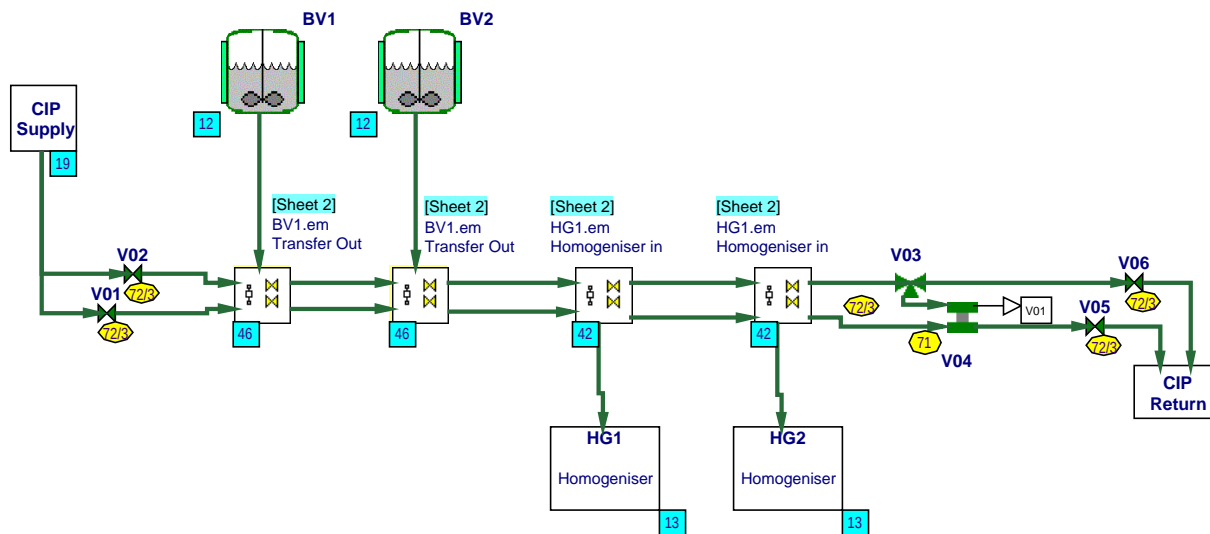 BV1
BV2
CIP
Supply
19
12
12
[Sheet 2]
BV1.em
Transfer Out
[Sheet 2]
BV1.em
Transfer Out
[Sheet 2]
HG1.em
Homogeniser in
[Sheet 2]
HG1.em
Homogeniser in
V02
72/3
V01
72/3
46
46
42
42
V03
72/3
V01
71
V04
V06
72/3
V05
72/3
CIP
Return
HG1
Homogeniser
13
HG2
Homogeniser
13